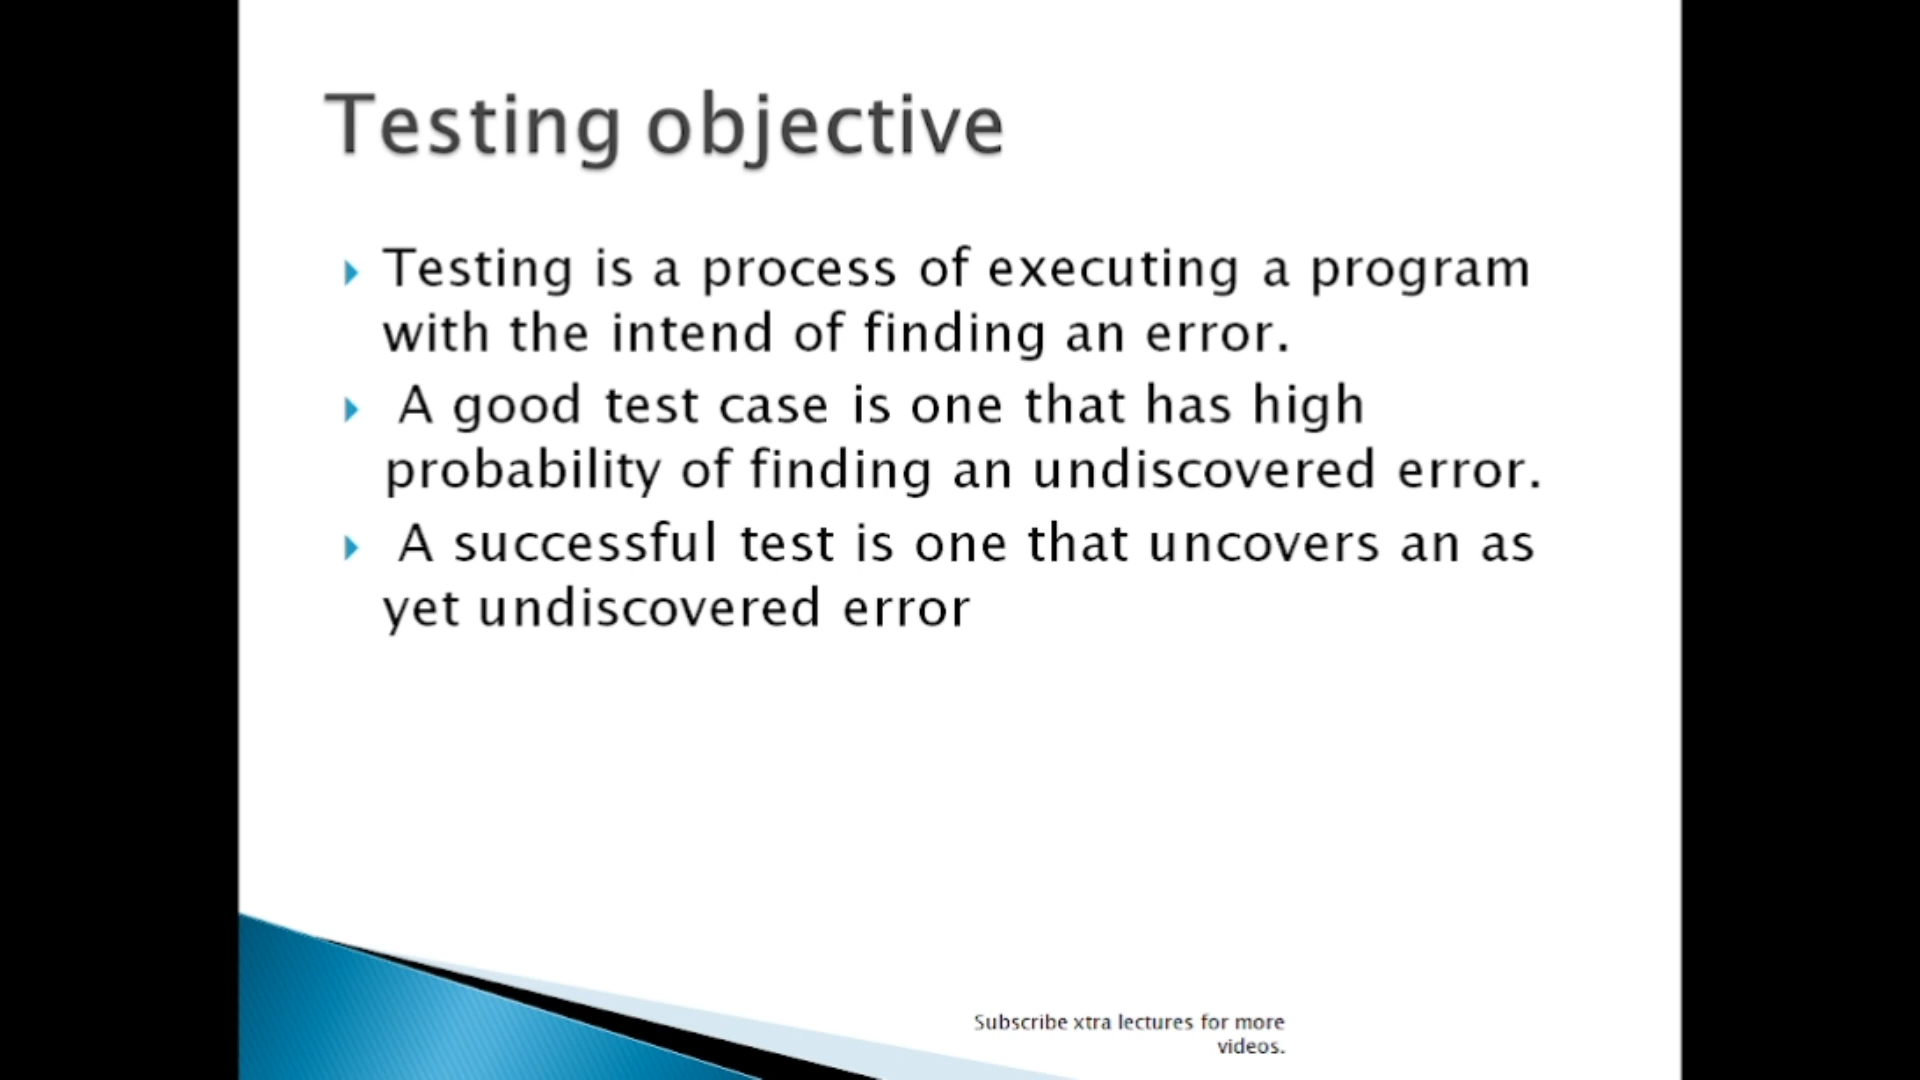 Testing objective
Testing is a process of executing a program
with the intend of finding an error.
A good test case is one that has high
probability of finding an undiscovered error.
A successful test is one that uncovers an as
yet undiscovered error
Subscribe xtra lectures for more
videos.